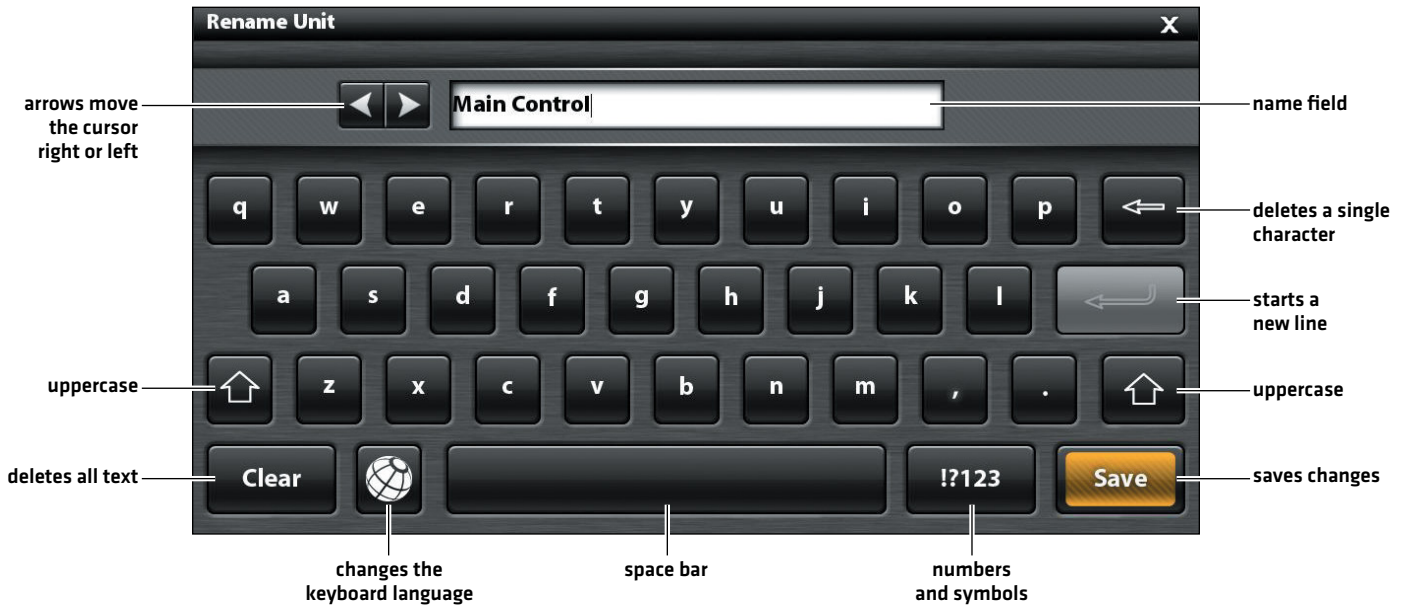 Rename Unit X
arrows move
the cursor
right or left
Main Control
name field
q w e r t y u i o p
deletes a single
character
a s d f g h j k l
starts a
new line
uppercase
z x c v b n m , .
uppercase
deletes all text
Clear !?123 Save
saves changes
changes the
keyboard language
space bar
numbers
and symbols